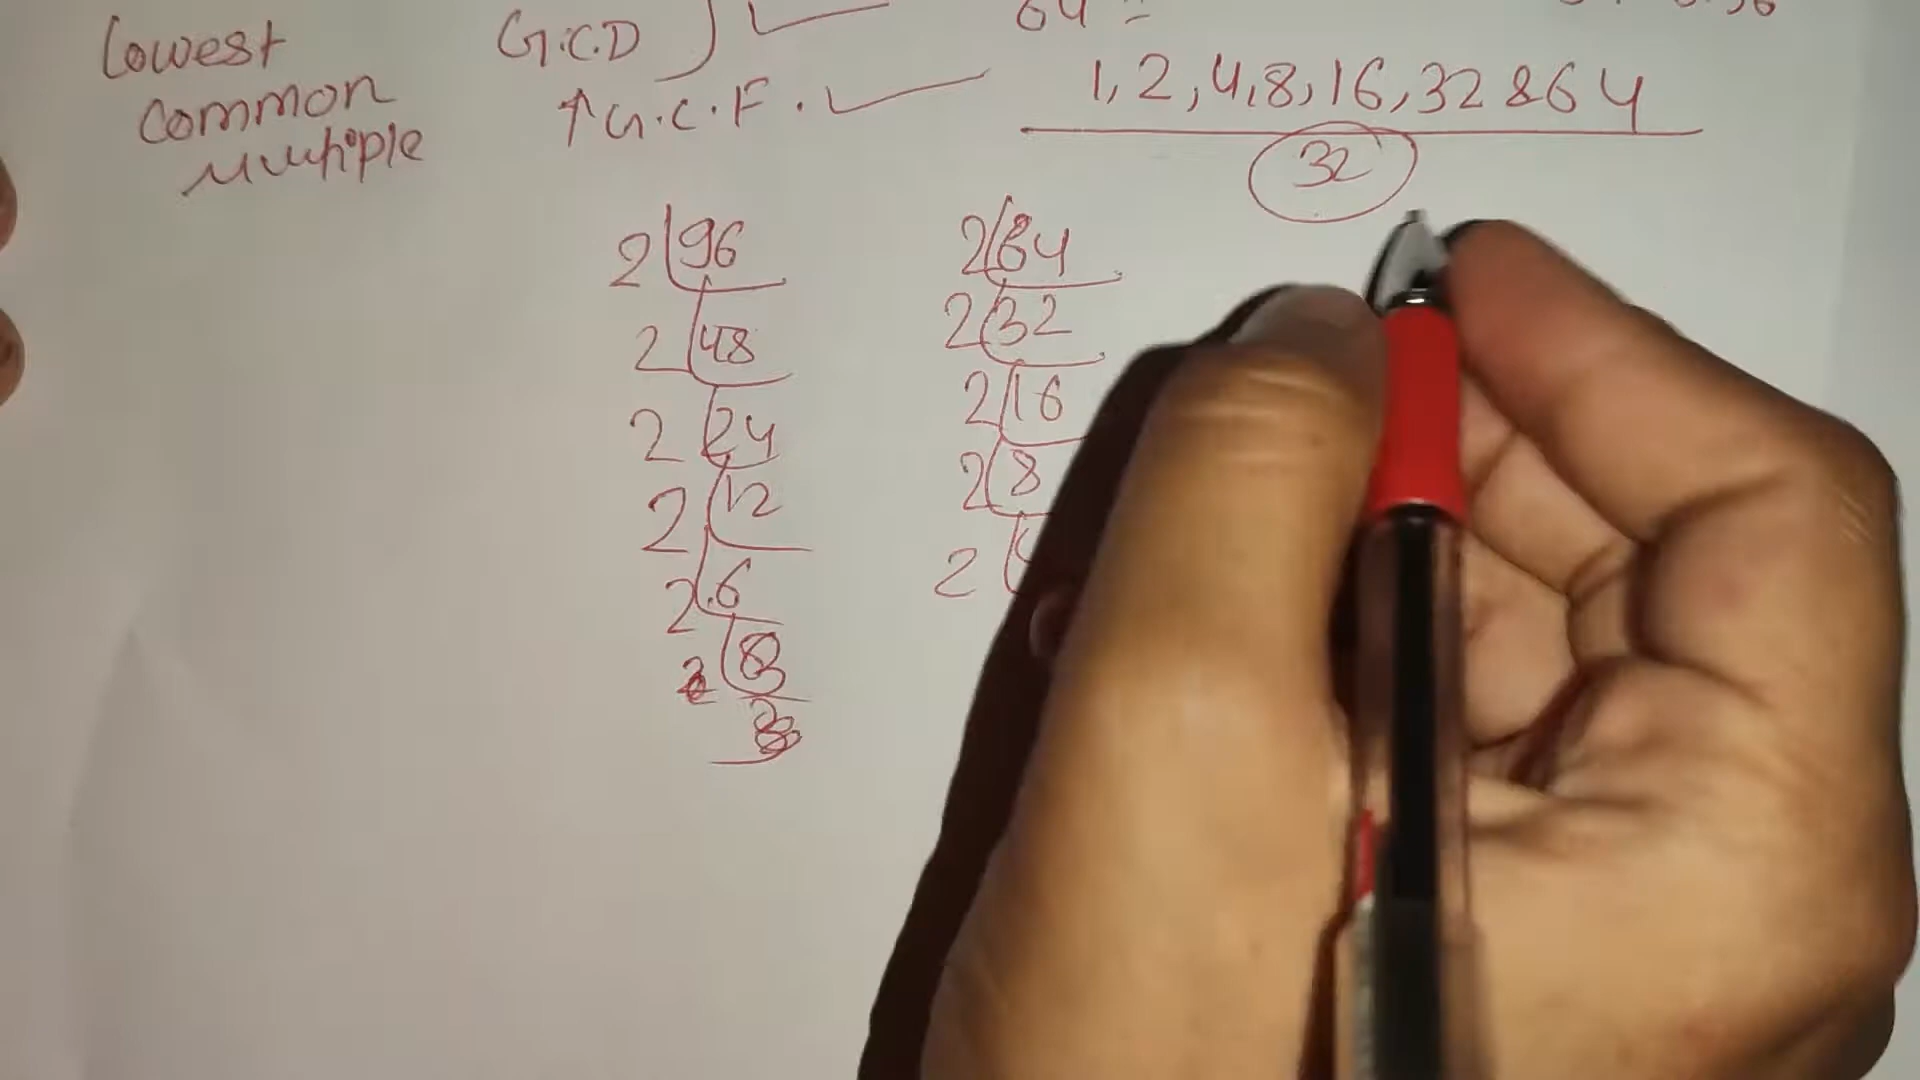 Lowest
Common
Multiple
G.C.D
↑G.C.F.
64 =
1, 2, 4, 8, 16, 32 & 64
32
2 96
2 48
2 24
2 12
2 6
2 64
2 32
2 16
2 8
2